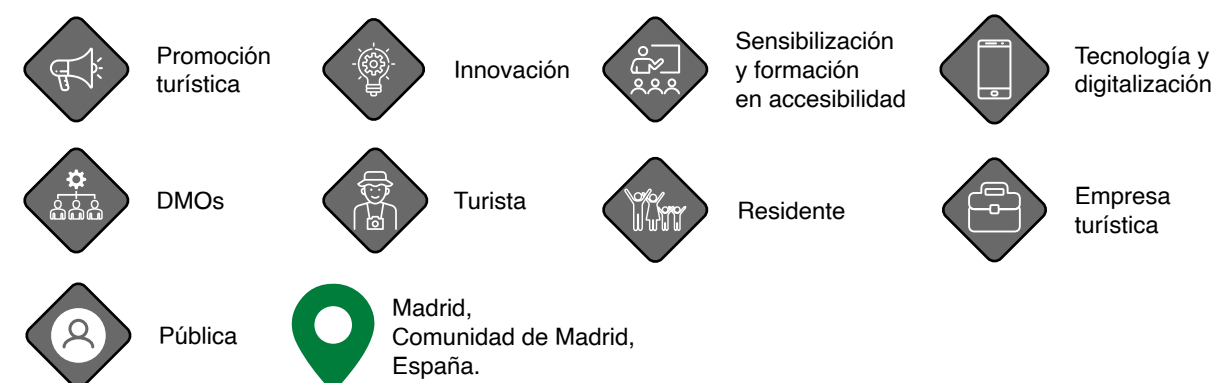 Promoción
turística
Innovación
Sensibilización
y formación
en accesibilidad
Tecnología y
digitalización
DMOs
Turista
Residente
Empresa
turística
Pública
Madrid,
Comunidad de Madrid,
España.